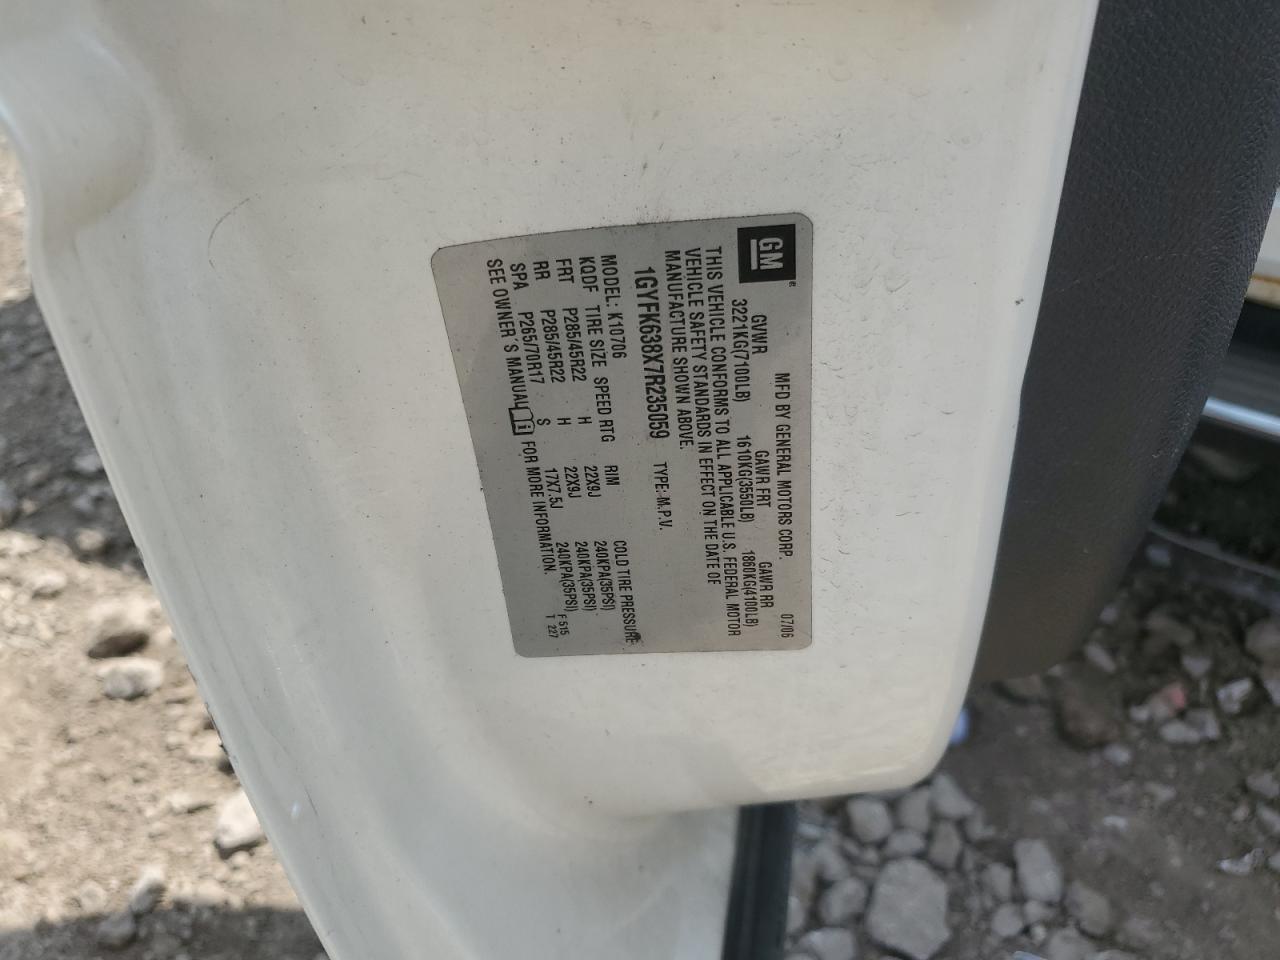 GM
MFD BY GENERAL MOTORS CORP. 07/06
GVWR GAWR FRT GAWR RR
3221KG(7100LB) 1610KG(3550LB) 1860KG(4100LB)
THIS VEHICLE CONFORMS TO ALL APPLICABLE U.S. FEDERAL MOTOR
VEHICLE SAFETY STANDARDS IN EFFECT ON THE DATE OF
MANUFACTURE SHOWN ABOVE.
1GYFK638X7R235059 TYPE: M.P.V.
MODEL: K10706
KQDF TIRE SIZE SPEED RTG RIM COLD TIRE PRESSURE
FRT P285/45R22 H 22X9J 240KPA(35PSI)
RR P285/45R22 H 22X9J 240KPA(35PSI)
SPA P265/70R17 S 17X7.5J 240KPA(35PSI)
SEE OWNER'S MANUAL i FOR MORE INFORMATION.
F 515
T 227